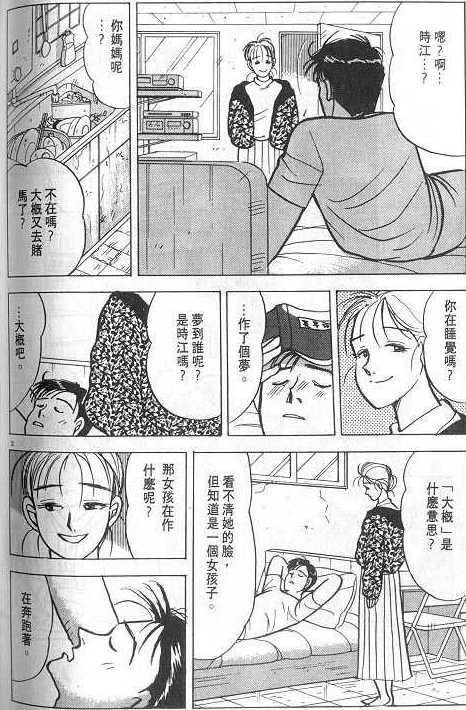 嗯？啊⋯
時江⋯？
你媽媽呢
⋯？
不在嗎？
大概又去賭
馬了？
你在睡覺嗎？
⋯作了個夢。
夢到誰呢？
是時江嗎？
⋯大概吧。
「大概」是
什麼意思？
看不清她的臉，
但知道是一個女孩子。
那女孩在作
什麼呢？
在奔跑著。